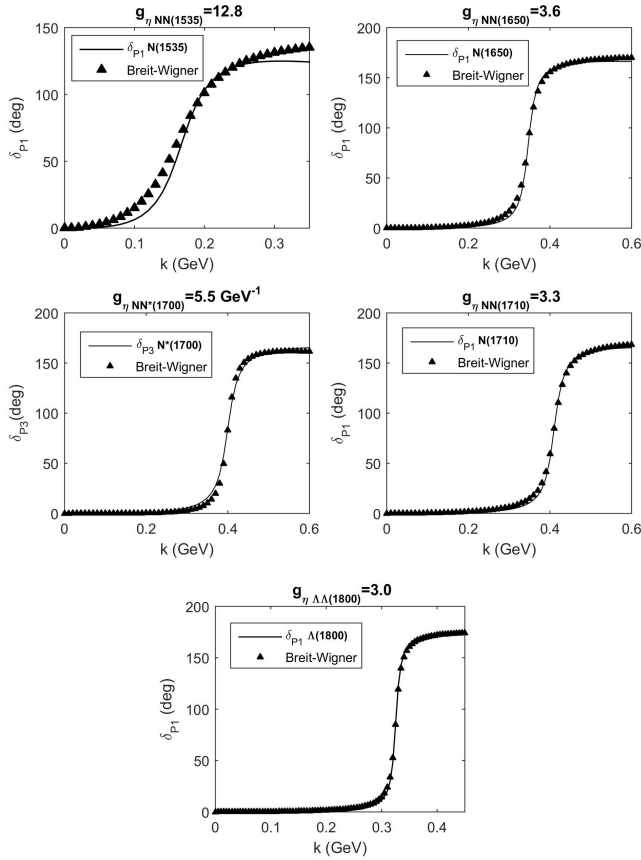 g_η NN(1535)=12.8
150
100
50
0
δ_P1 (deg)
δ_P1 N(1535)
Breit-Wigner
0
0.1
0.2
0.3
k (GeV)
g_η NN(1650)=3.6
200
150
100
50
0
δ_P1 (deg)
δ_P1 N(1650)
Breit-Wigner
0
0.2
0.4
0.6
k (GeV)
g_η NN*(1700)=5.5 GeV^-1
200
150
100
50
0
δ_P3(deg)
δ_P3 N*(1700)
Breit-Wigner
0
0.2
0.4
0.6
k (GeV)
g_η NN(1710)=3.3
200
150
100
50
0
δ_P1 (deg)
δ_P1 N(1710)
Breit-Wigner
0
0.2
0.4
0.6
k (GeV)
g_η ΛΛ(1800)=3.0
200
150
100
50
0
δ_P1 (deg)
δ_P1 Λ(1800)
Breit-Wigner
0
0.1
0.2
0.3
0.4
k (GeV)